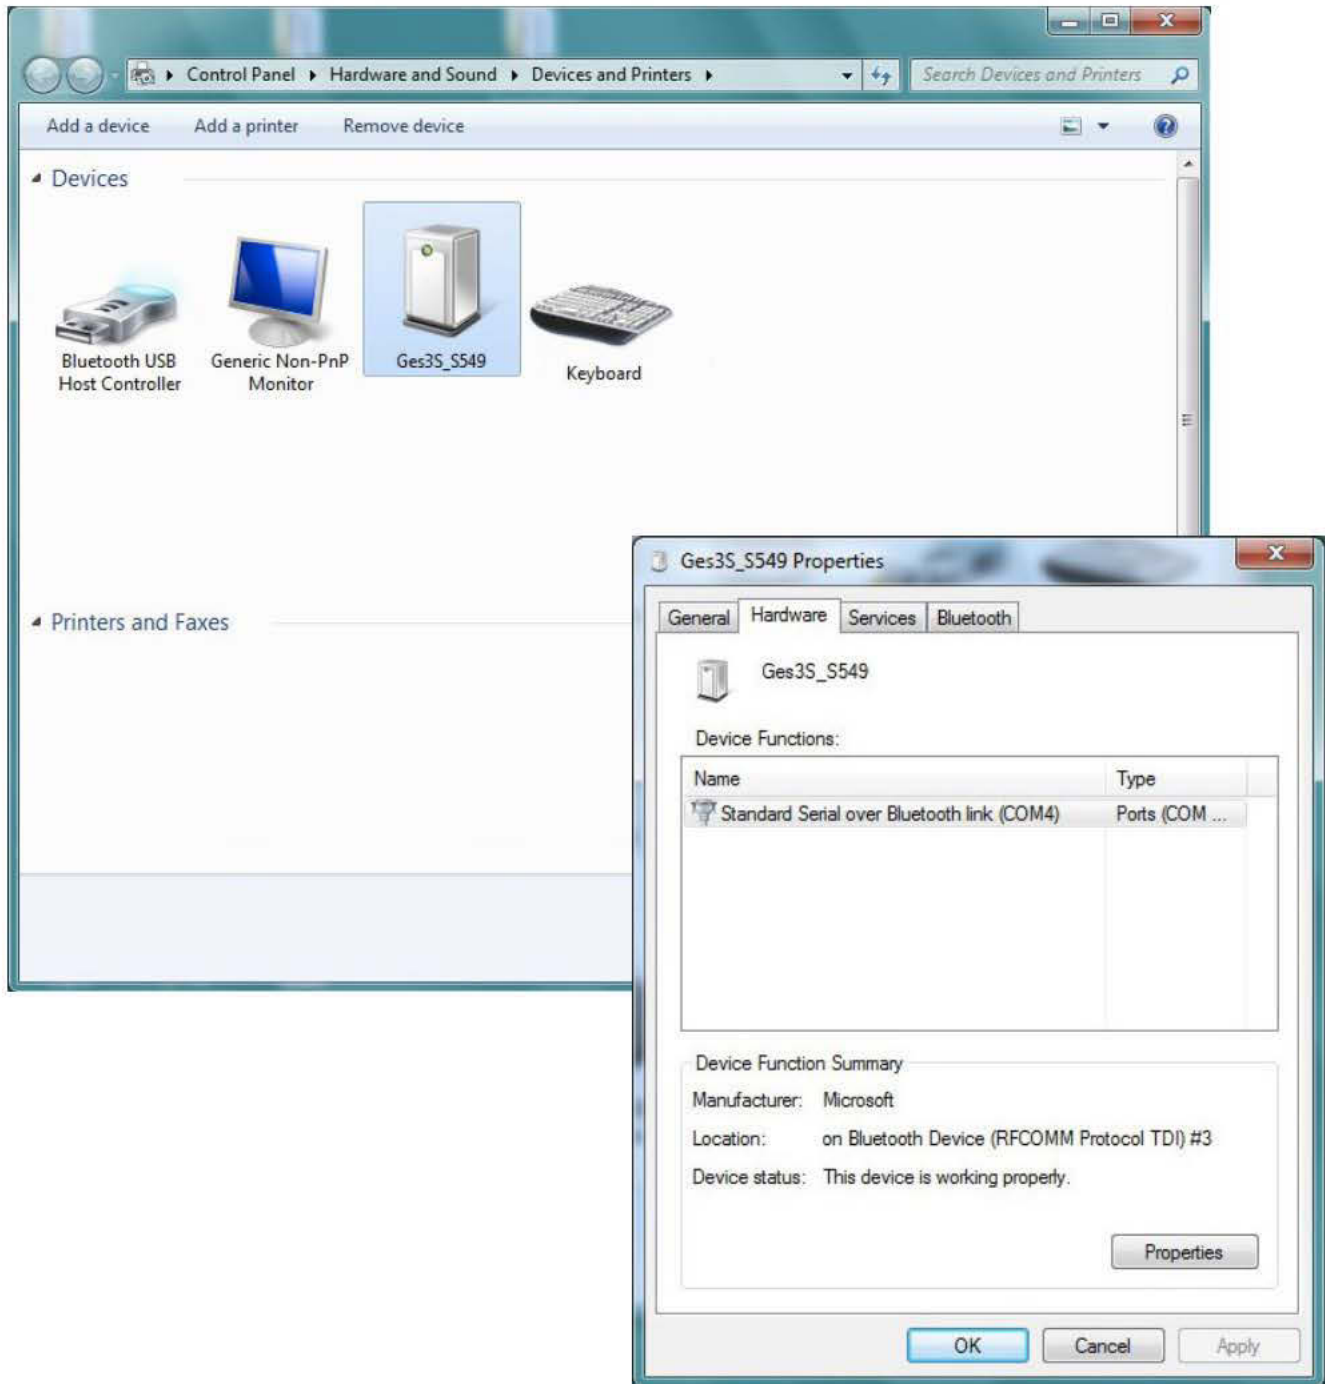 Control Panel ▸ Hardware and Sound ▸ Devices and Printers ▸
Search Devices and Printers
Add a device Add a printer Remove device
Devices
Bluetooth USB
Host Controller
Generic Non-PnP
Monitor
Ges3S_S549
Keyboard
Printers and Faxes
Ges3S_S549 Properties
General Hardware Services Bluetooth
Ges3S_S549
Device Functions:
Name Type
Standard Serial over Bluetooth link (COM4) Ports (COM ...
Device Function Summary
Manufacturer: Microsoft
Location: on Bluetooth Device (RFCOMM Protocol TDI) #3
Device status: This device is working properly.
Properties
OK Cancel Apply